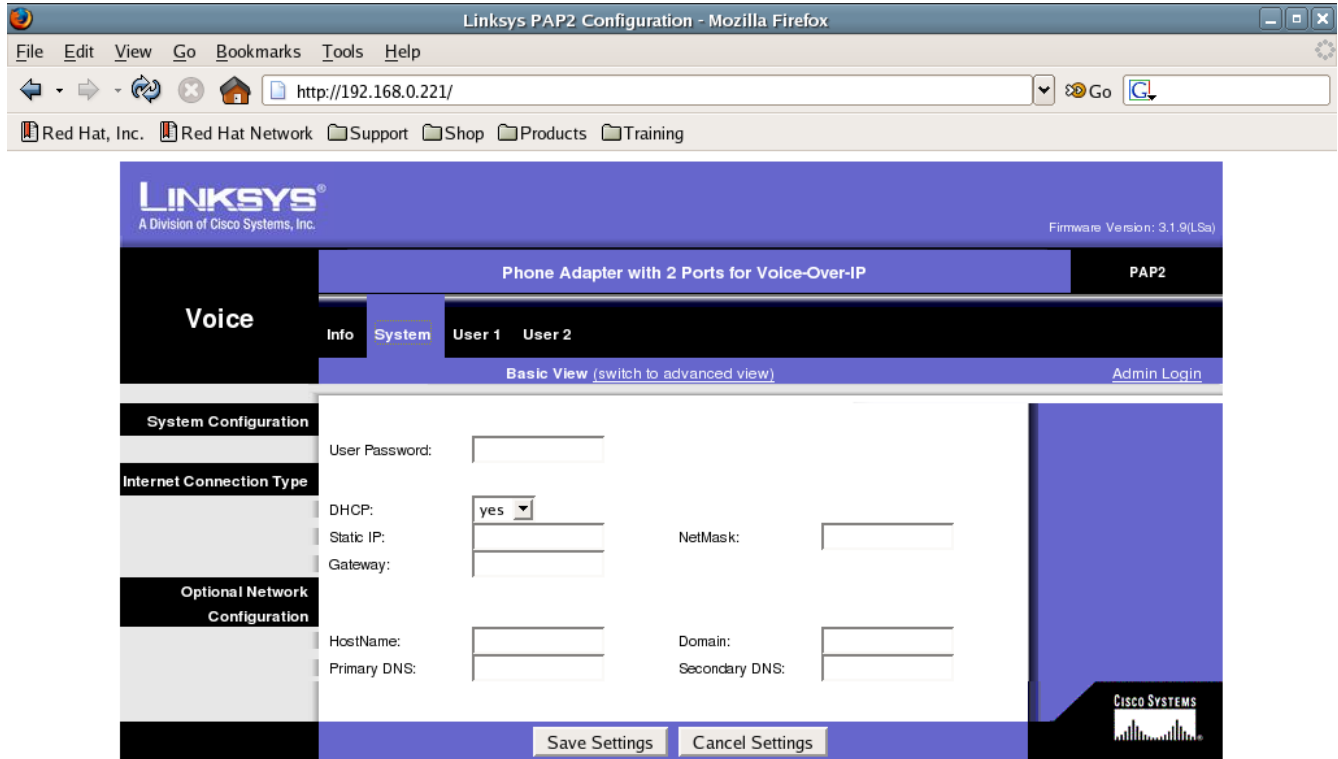 Linksys PAP2 Configuration - Mozilla Firefox
File Edit View Go Bookmarks Tools Help
http://192.168.0.221/ Go G
Red Hat, Inc. Red Hat Network Support Shop Products Training
LINKSYS®
A Division of Cisco Systems, Inc.
Firmware Version: 3.1.9(LSa)
Phone Adapter with 2 Ports for Voice-Over-IP PAP2
Voice
Info System User 1 User 2
Basic View (switch to advanced view) Admin Login
System Configuration
User Password:
Internet Connection Type
DHCP: yes
Static IP: NetMask:
Gateway:
Optional Network
Configuration
HostName: Domain:
Primary DNS: Secondary DNS:
CISCO SYSTEMS
Save Settings Cancel Settings